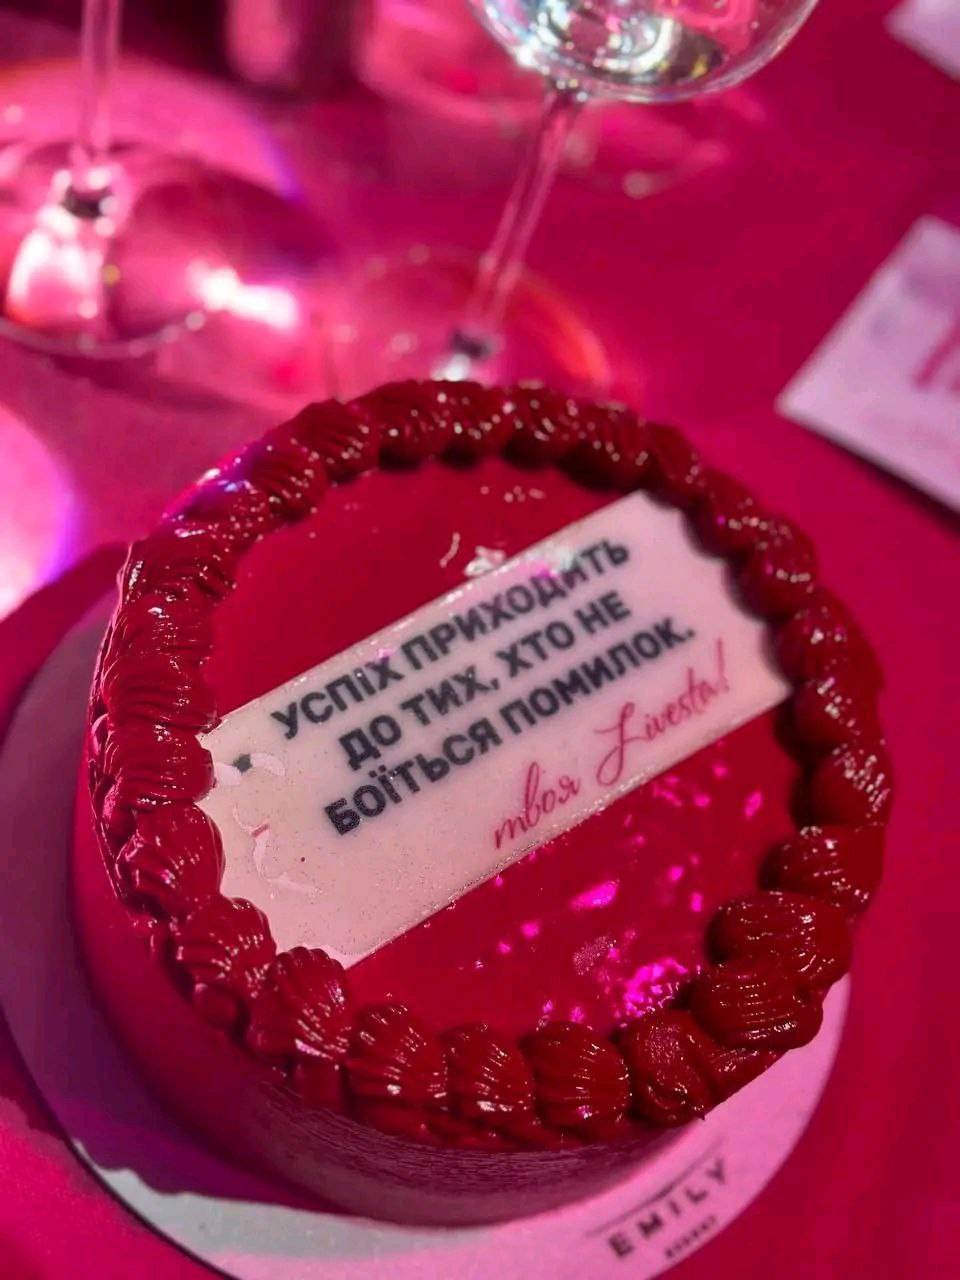 УСПІХ ПРИХОДИТЬ
ДО ТИХ, ХТО НЕ
БОЇТЬСЯ ПОМИЛОК.
твоя Livesta!
EMILY